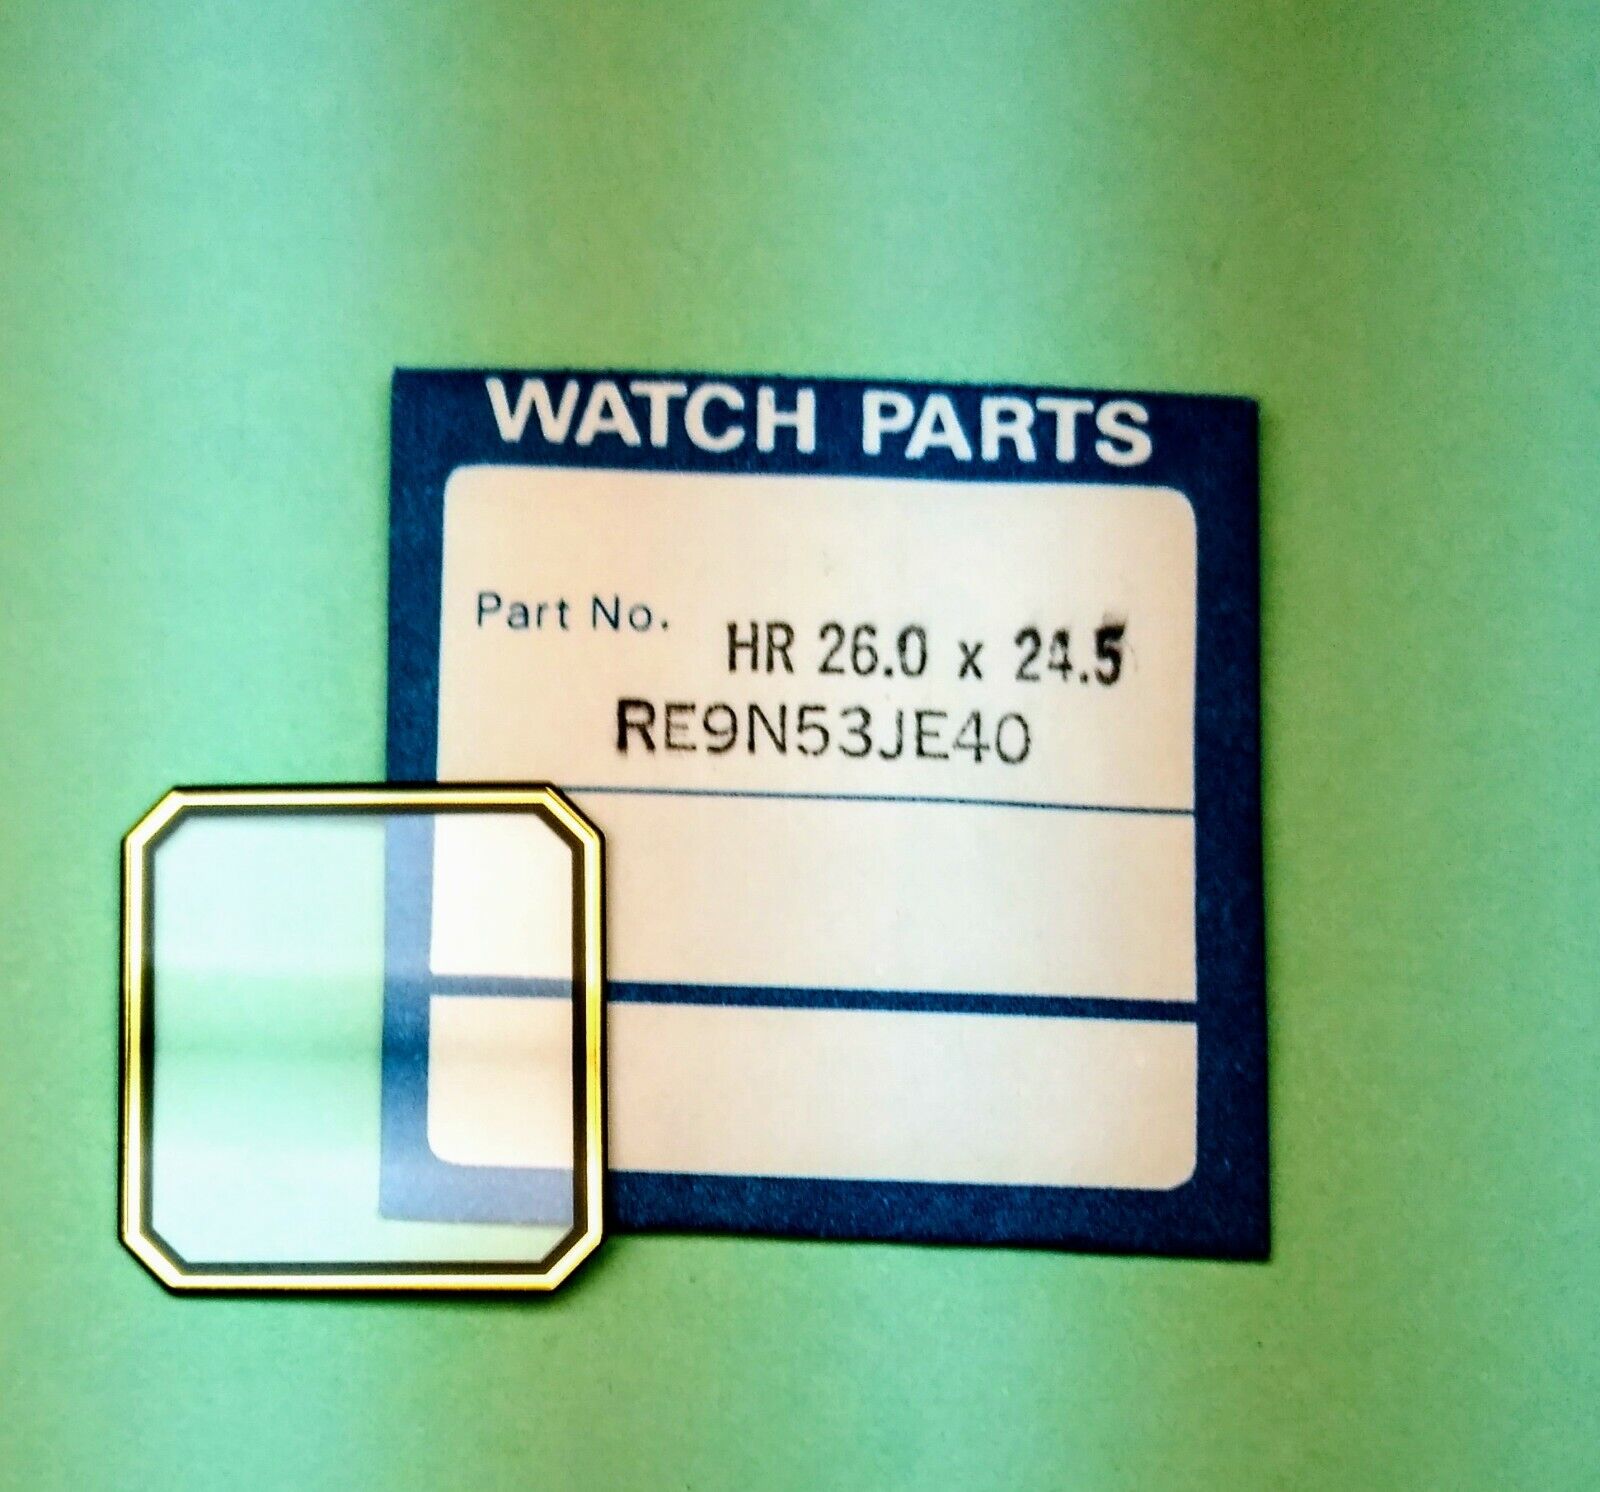 WATCH PARTS
Part No.
HR 26.0 x 24.5
RE9N53JE40